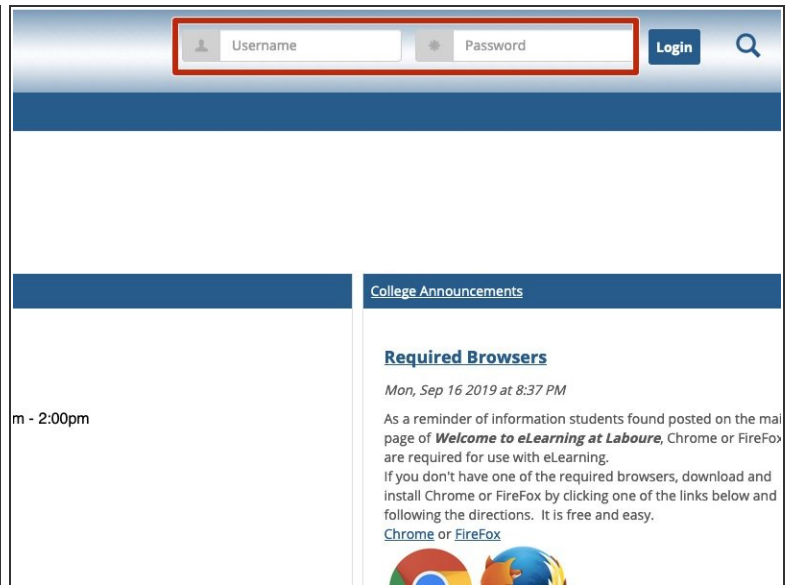 Username
Password
Login
College Announcements
Required Browsers
Mon, Sep 16 2019 at 8:37 PM
m - 2:00pm
As a reminder of information students found posted on the mai
page of Welcome to eLearning at Laboure, Chrome or FireFox
are required for use with eLearning.
If you don't have one of the required browsers, download and
install Chrome or FireFox by clicking one of the links below and
following the directions. It is free and easy.
Chrome or FireFox